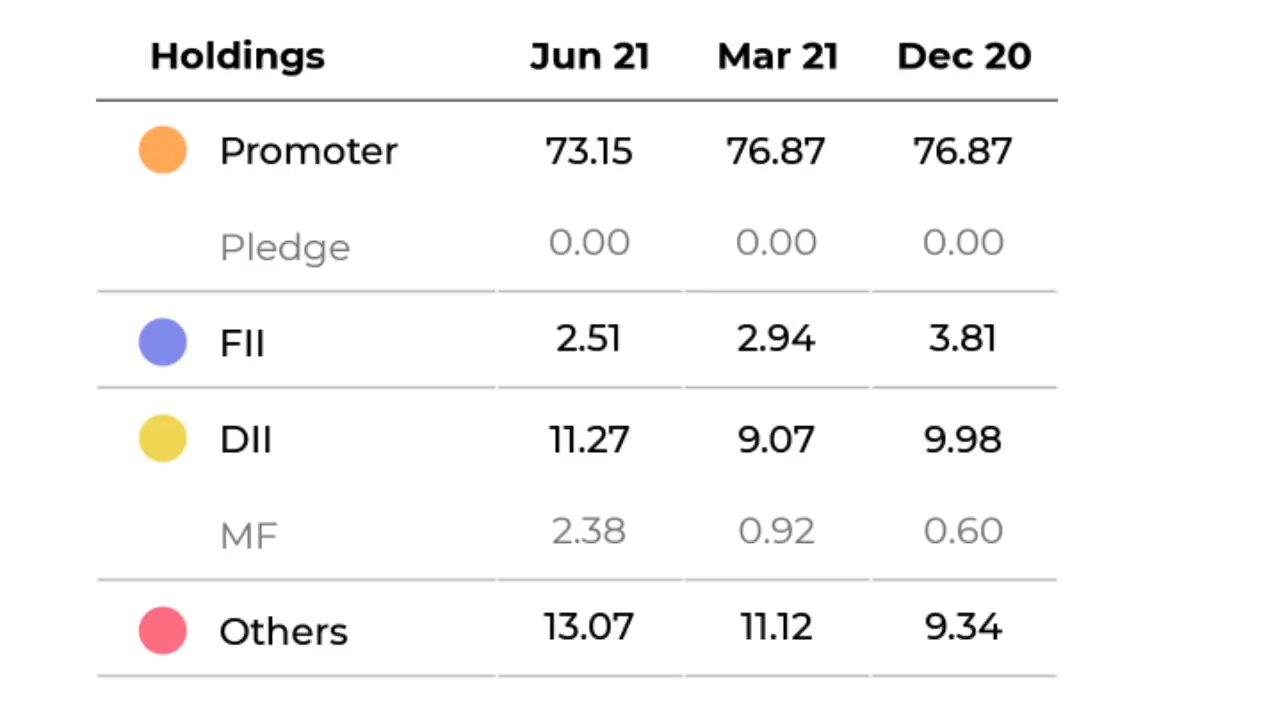 Holdings Jun 21 Mar 21 Dec 20
Promoter 73.15 76.87 76.87
Pledge 0.00 0.00 0.00
FII 2.51 2.94 3.81
DII 11.27 9.07 9.98
MF 2.38 0.92 0.60
Others 13.07 11.12 9.34